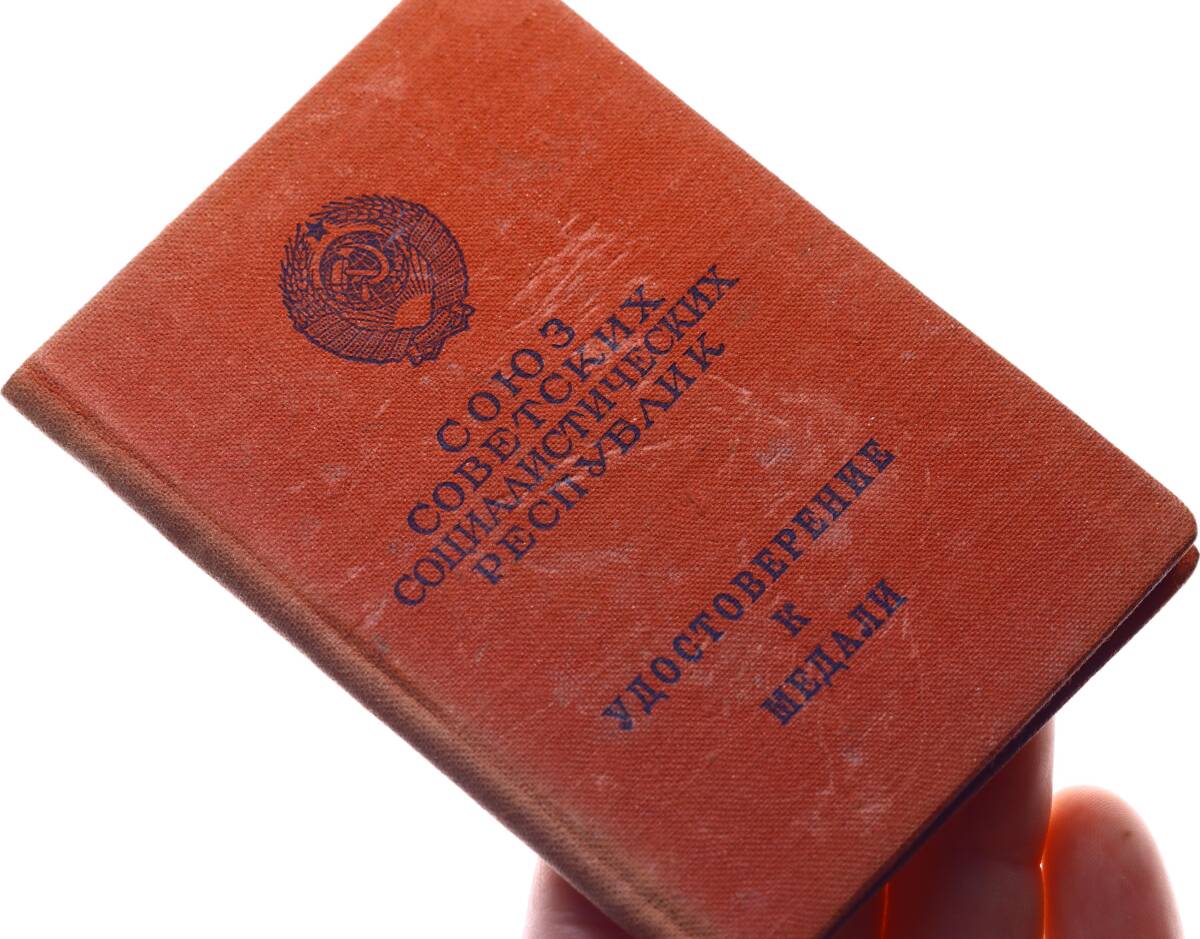 СОЮЗ
СОВЕТСКИХ
СОЦИАЛИСТИЧЕСКИХ
РЕСПУБЛИК
УДОСТОВЕРЕНИЕ
К
МЕДАЛИ